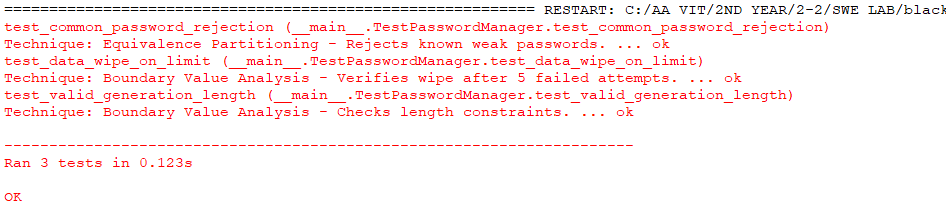 =========================================================== RESTART: C:/AA VIT/2ND YEAR/2-2/SWE LAB/black
test_common_password_rejection (__main__.TestPasswordManager.test_common_password_rejection)
Technique: Equivalence Partitioning - Rejects known weak passwords. ... ok
test_data_wipe_on_limit (__main__.TestPasswordManager.test_data_wipe_on_limit)
Technique: Boundary Value Analysis - Verifies wipe after 5 failed attempts. ... ok
test_valid_generation_length (__main__.TestPasswordManager.test_valid_generation_length)
Technique: Boundary Value Analysis - Checks length constraints. ... ok
----------------------------------------------------------------------
Ran 3 tests in 0.123s
OK